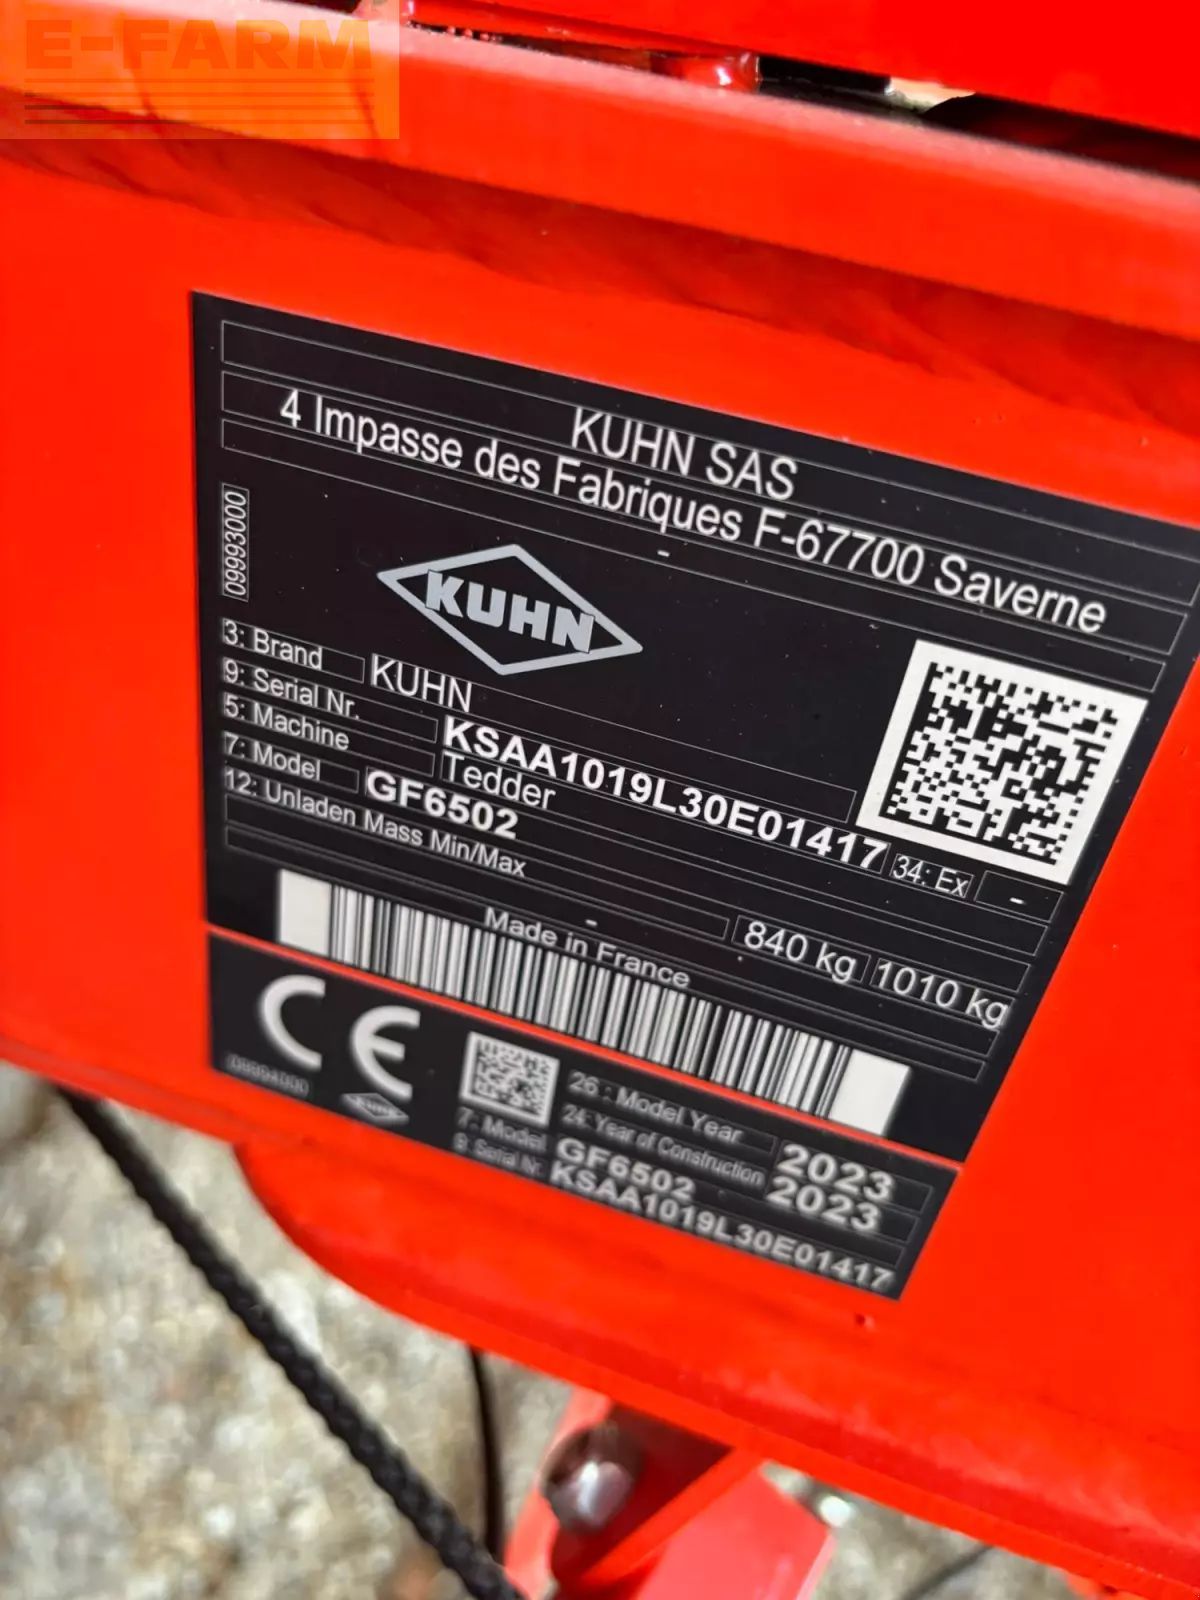 E-FARM
KUHN SAS
4 Impasse des Fabriques F-67700 Saverne
-
09993000
KUHN
3: Brand KUHN
9: Serial Nr. KSAA1019L30E01417
34: Ex -
5: Machine Tedder
7: Model GF6502
12: Unladen Mass Min/Max 840 kg 1010 kg
-
Made in France
CE
09994000
KUHN
26 : Model Year 2023
24: Year of Construction 2023
7: Model GF6502
9: Serial Nr. KSAA1019L30E01417